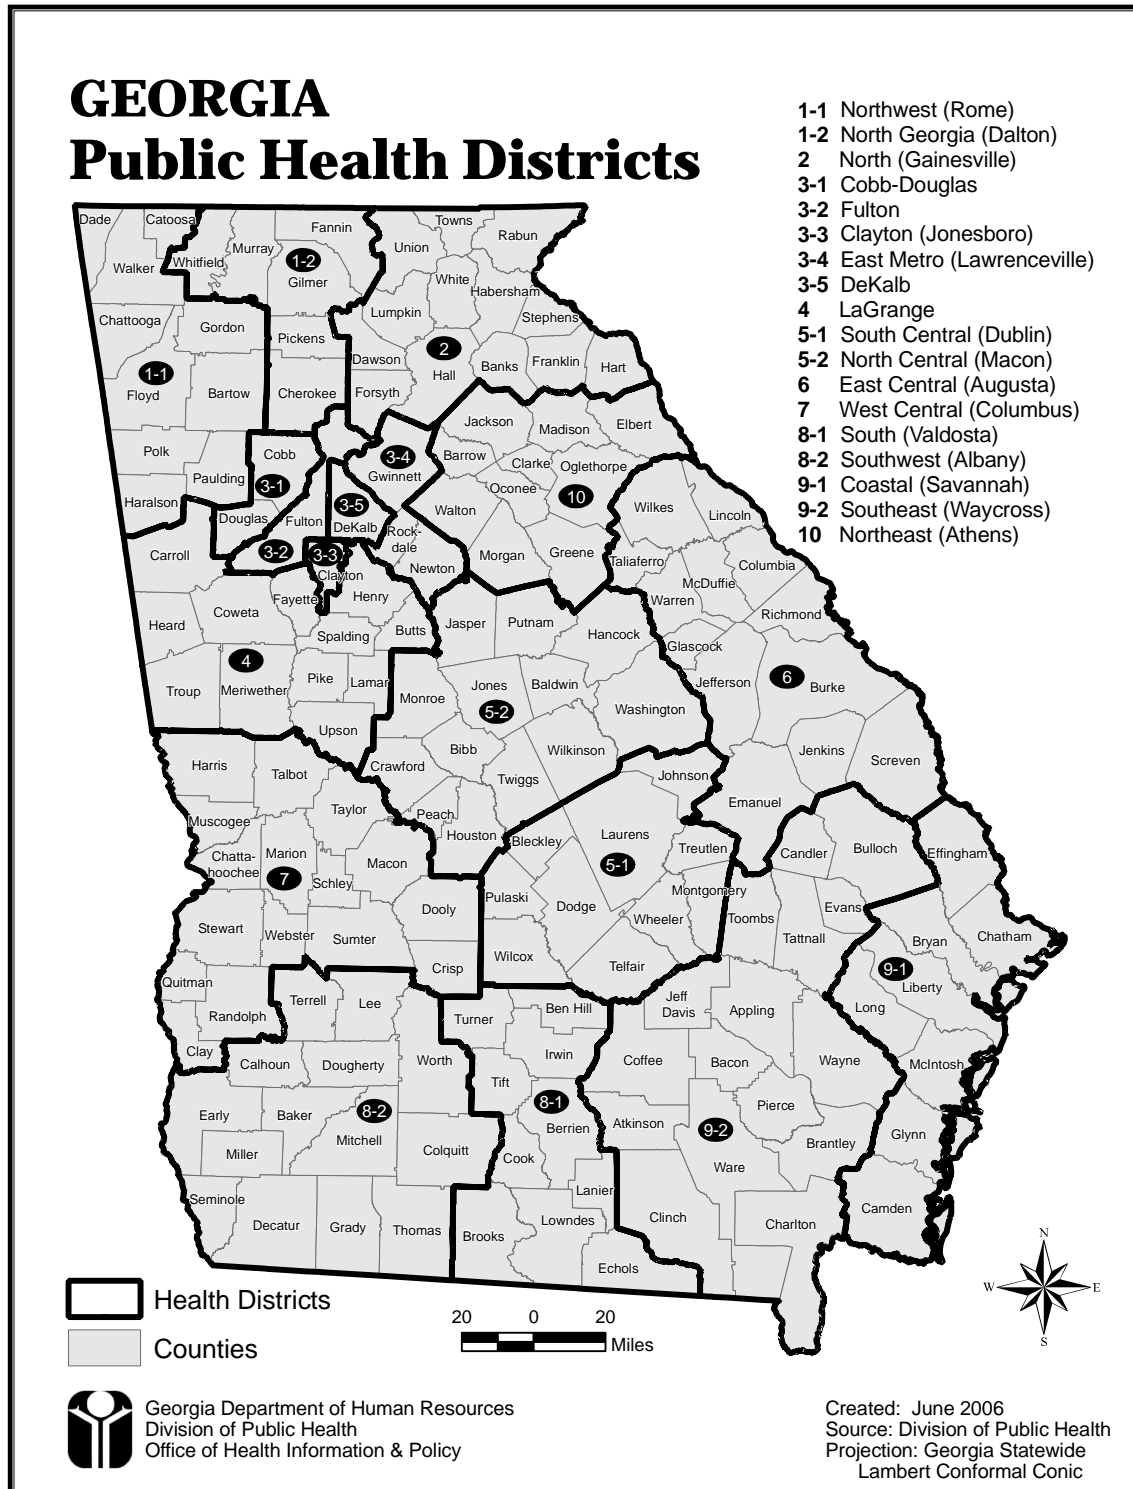 GEORGIA
Public Health Districts
1-1 Northwest (Rome)
1-2 North Georgia (Dalton)
2 North (Gainesville)
3-1 Cobb-Douglas
3-2 Fulton
3-3 Clayton (Jonesboro)
3-4 East Metro (Lawrenceville)
3-5 DeKalb
4 LaGrange
5-1 South Central (Dublin)
5-2 North Central (Macon)
6 East Central (Augusta)
7 West Central (Columbus)
8-1 South (Valdosta)
8-2 Southwest (Albany)
9-1 Coastal (Savannah)
9-2 Southeast (Waycross)
10 Northeast (Athens)
Dade
Catoosa
Fannin
Towns
Rabun
Union
Murray
Whitfield
Walker
1-2
Gilmer
White
Habersham
Lumpkin
Stephens
Chattooga
Gordon
Pickens
Dawson
2
Hall
Banks
Franklin
Hart
1-1
Floyd
Bartow
Cherokee
Forsyth
Jackson
Madison
Elbert
Polk
Cobb
3-4
Gwinnett
Barrow
Clarke
Oglethorpe
Paulding
3-1
Oconee
10
Haralson
Douglas
Fulton
3-5
DeKalb
Rock-
dale
Walton
Wilkes
Lincoln
Carroll
3-2
3-3
Clayton
Newton
Morgan
Greene
Taliaferro
Columbia
McDuffie
Fayette
Henry
Warren
Richmond
Heard
Coweta
Spalding
Butts
Jasper
Putnam
Hancock
Glascock
4
Meriwether
Troup
Pike
Lamar
Monroe
Jones
5-2
Baldwin
Washington
Jefferson
6
Burke
Upson
Bibb
Wilkinson
Jenkins
Screven
Harris
Talbot
Crawford
Twiggs
Johnson
Emanuel
Taylor
Muscogee
Peach
Houston
Bleckley
Laurens
Treutlen
Candler
Bulloch
Effingham
Chatta-
hoochee
Marion
7
Schley
Macon
5-1
Montgomery
Pulaski
Dodge
Dooly
Wheeler
Toombs
Evans
Stewart
Webster
Sumter
Tattnall
Bryan
Chatham
Wilcox
Telfair
Crisp
9-1
Liberty
Quitman
Randolph
Terrell
Lee
Turner
Ben Hill
Jeff
Davis
Appling
Long
Clay
Calhoun
Dougherty
Worth
Irwin
Coffee
Bacon
Wayne
McIntosh
Tift
Early
Baker
8-2
Mitchell
8-1
Berrien
Atkinson
Pierce
9-2
Brantley
Glynn
Miller
Colquitt
Cook
Ware
Seminole
Lanier
Camden
Decatur
Grady
Thomas
Brooks
Lowndes
Clinch
Charlton
Echols
N
W
E
S
Health Districts
Counties
20 0 20
Miles
Georgia Department of Human Resources
Division of Public Health
Office of Health Information & Policy
Created: June 2006
Source: Division of Public Health
Projection: Georgia Statewide
Lambert Conformal Conic